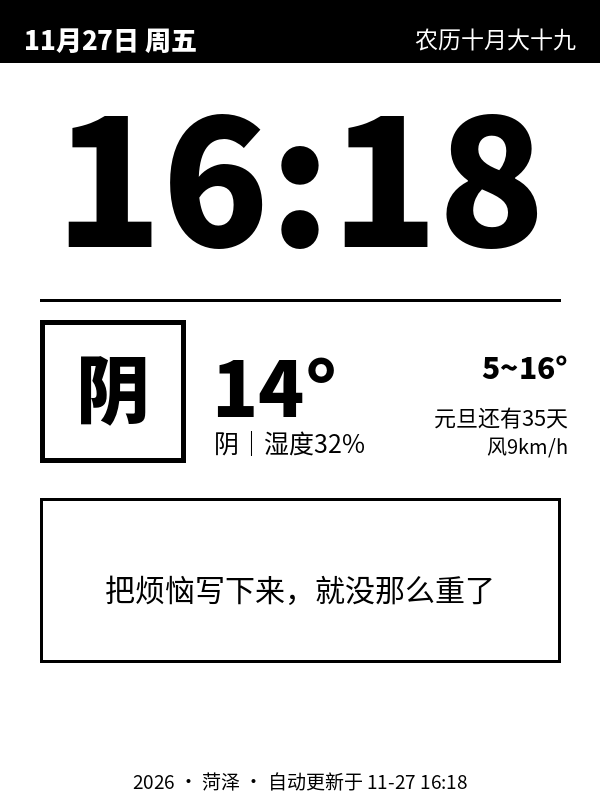 11月27日 周五
农历十月大十九
16:18
阴
14°
阴｜湿度32%
5~16°
元旦还有35天
风9km/h
把烦恼写下来，就没那么重了
2026 · 菏泽 · 自动更新于 11-27 16:18